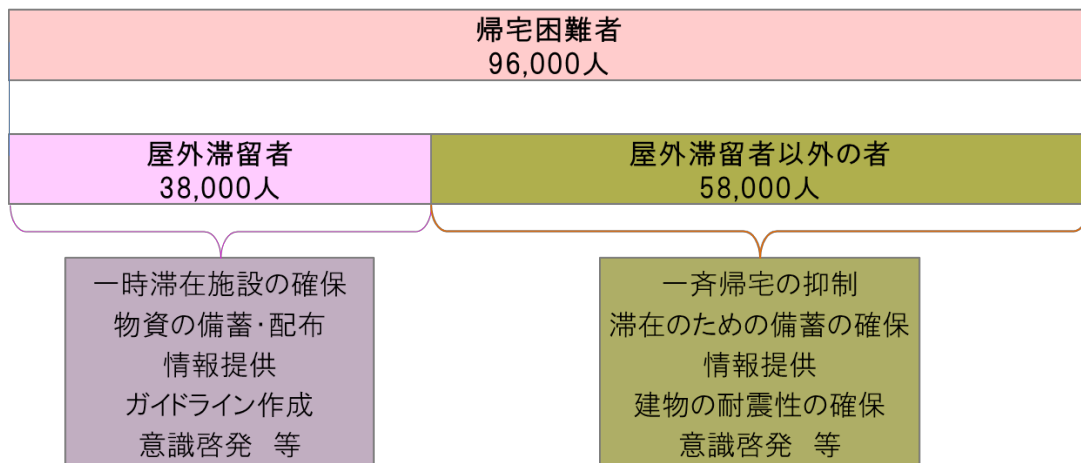 帰宅困難者
96,000人
屋外滞留者
38,000人
屋外滞留者以外の者
58,000人
一時滞在施設の確保
物資の備蓄・配布
情報提供
ガイドライン作成
意識啓発　等
一斉帰宅の抑制
滞在のための備蓄の確保
情報提供
建物の耐震性の確保
意識啓発　等